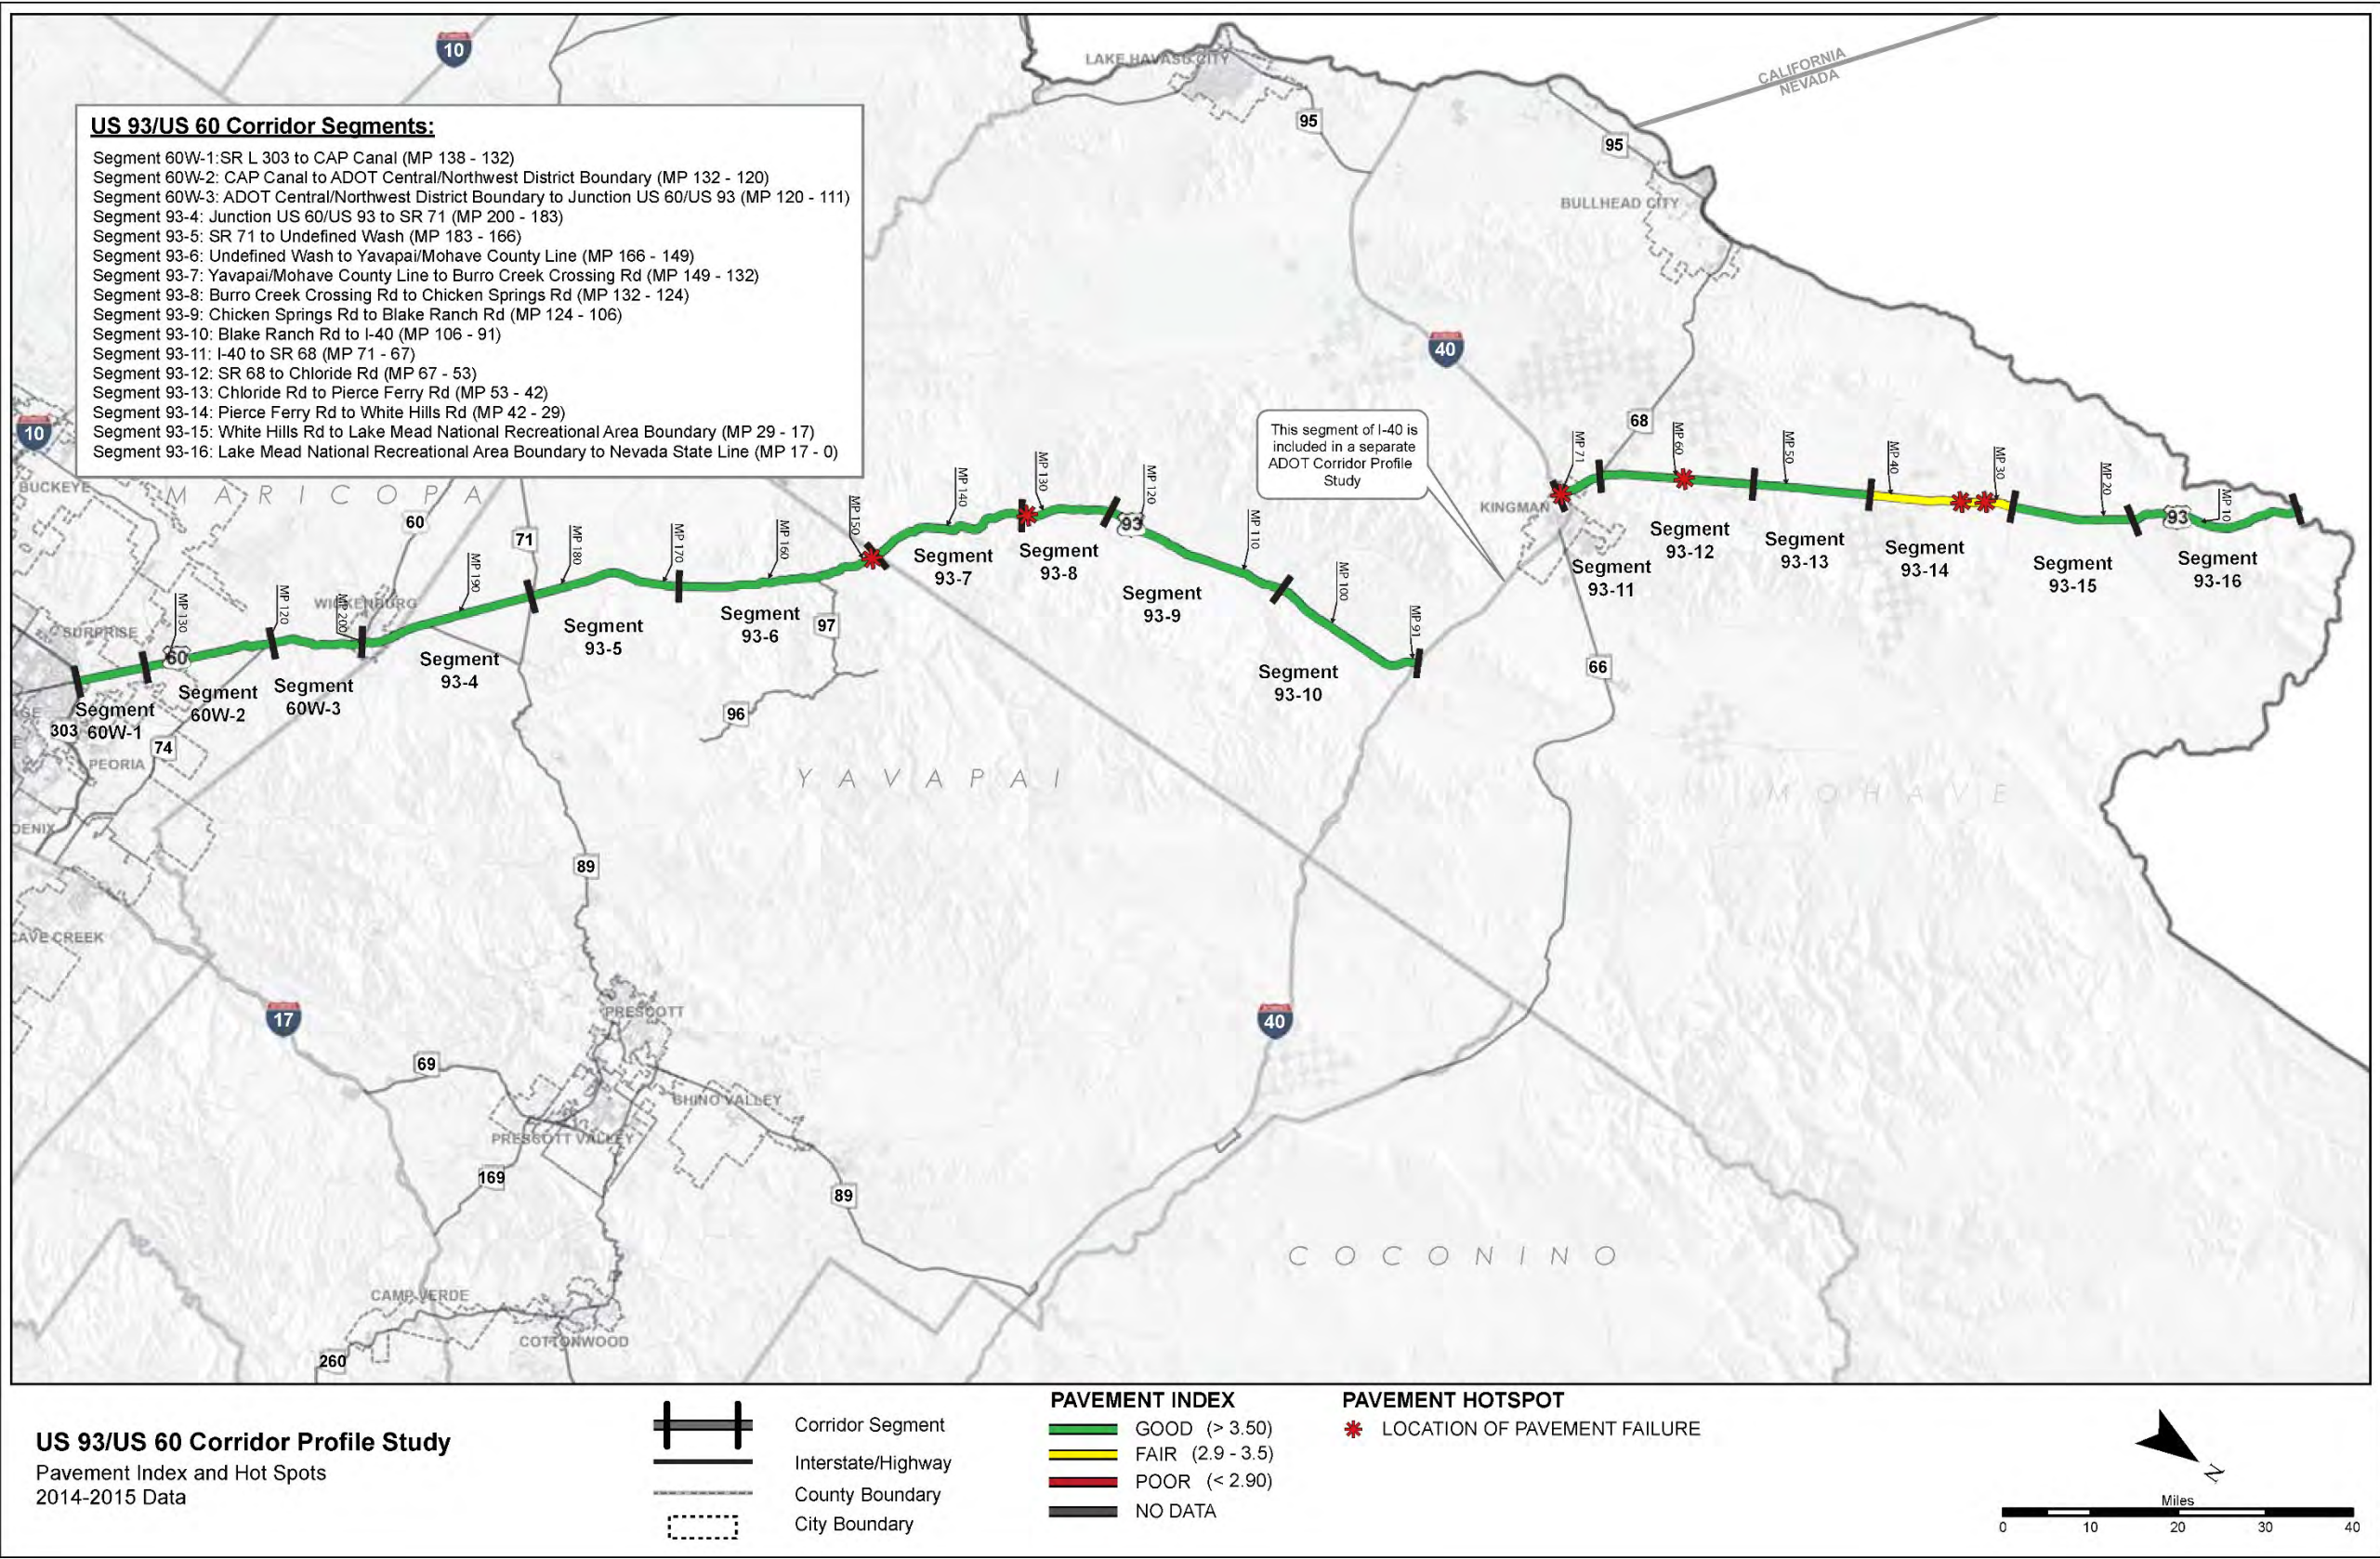 10
LAKE HAVASU CITY
CALIFORNIA
NEVADA
95
95
BULLHEAD CITY
US 93/US 60 Corridor Segments:
Segment 60W-1:SR L 303 to CAP Canal (MP 138 - 132)
Segment 60W-2: CAP Canal to ADOT Central/Northwest District Boundary (MP 132 - 120)
Segment 60W-3: ADOT Central/Northwest District Boundary to Junction US 60/US 93 (MP 120 - 111)
Segment 93-4: Junction US 60/US 93 to SR 71 (MP 200 - 183)
Segment 93-5: SR 71 to Undefined Wash (MP 183 - 166)
Segment 93-6: Undefined Wash to Yavapai/Mohave County Line (MP 166 - 149)
Segment 93-7: Yavapai/Mohave County Line to Burro Creek Crossing Rd (MP 149 - 132)
Segment 93-8: Burro Creek Crossing Rd to Chicken Springs Rd (MP 132 - 124)
Segment 93-9: Chicken Springs Rd to Blake Ranch Rd (MP 124 - 106)
Segment 93-10: Blake Ranch Rd to I-40 (MP 106 - 91)
Segment 93-11: I-40 to SR 68 (MP 71 - 67)
Segment 93-12: SR 68 to Chloride Rd (MP 67 - 53)
Segment 93-13: Chloride Rd to Pierce Ferry Rd (MP 53 - 42)
Segment 93-14: Pierce Ferry Rd to White Hills Rd (MP 42 - 29)
Segment 93-15: White Hills Rd to Lake Mead National Recreational Area Boundary (MP 29 - 17)
Segment 93-16: Lake Mead National Recreational Area Boundary to Nevada State Line (MP 17 - 0)
40
10
68
This segment of I-40 is
included in a separate
ADOT Corridor Profile
Study
BUCKEYE
MARICOPA
60
71
MP 180
MP 170
MP 160
MP 150
MP 140
MP 130
MP 120
93
MP 110
MP 100
MP 91
KINGMAN
MP 71
MP 60
MP 50
MP 40
MP 30
MP 20
93
MP 10
MP 190
WICKENBURG
MP 200
MP 120
MP 130
SURPRISE
60
Segment
60W-1
Segment
60W-2
Segment
60W-3
Segment
93-4
Segment
93-5
Segment
93-6
Segment
93-7
Segment
93-8
Segment
93-9
Segment
93-10
Segment
93-11
Segment
93-12
Segment
93-13
Segment
93-14
Segment
93-15
Segment
93-16
97
96
66
303
74
PEORIA
YAVAPAI
MOHAVE
OENIX
89
CAVE CREEK
17
PRESCOTT
40
69
CHINO VALLEY
PRESCOTT VALLEY
169
89
COCONINO
CAMP VERDE
COTTONWOOD
260
US 93/US 60 Corridor Profile Study
Pavement Index and Hot Spots
2014-2015 Data
Corridor Segment
Interstate/Highway
County Boundary
City Boundary
PAVEMENT INDEX
GOOD (> 3.50)
FAIR (2.9 - 3.5)
POOR (< 2.90)
NO DATA
PAVEMENT HOTSPOT
LOCATION OF PAVEMENT FAILURE
N
Miles
0 10 20 30 40